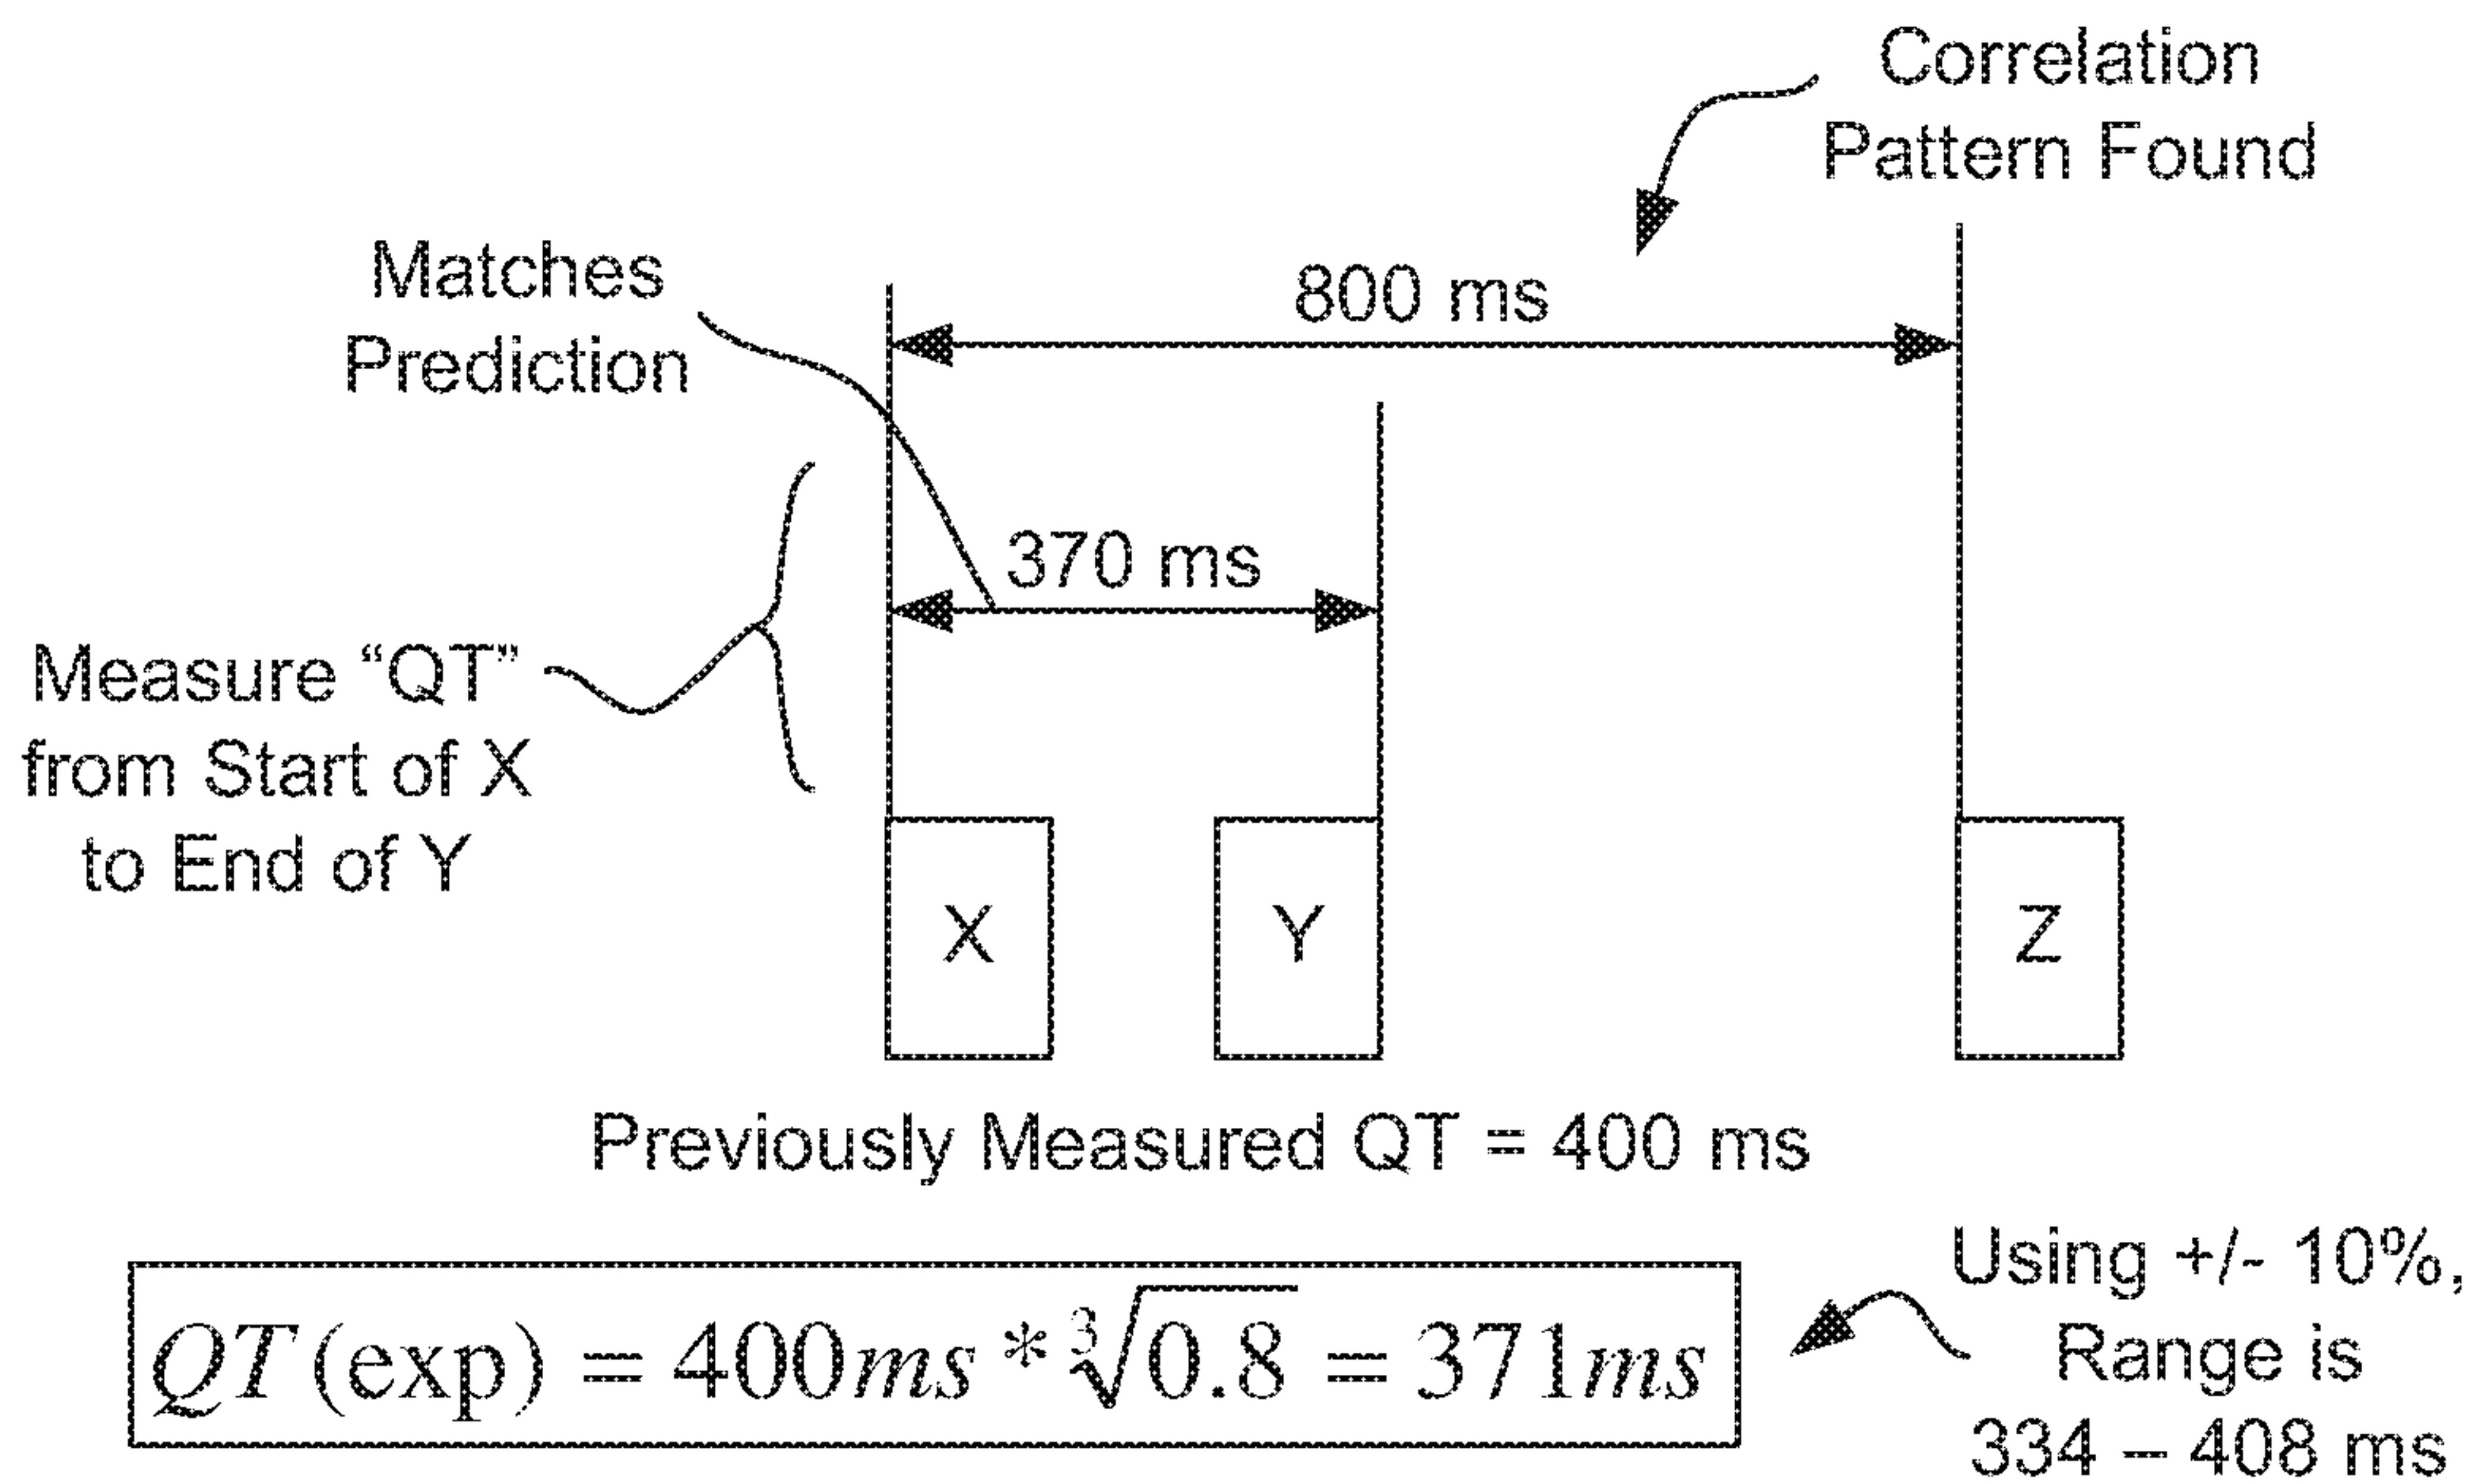 Correlation
Pattern Found
Matches
Prediction
800 ms
370 ms
Measure “QT”
from Start of X
to End of Y
X
Y
Z
Previously Measured QT = 400 ms
QT(exp) = 400ms * ∛0.8 = 371ms
Using +/- 10%,
Range is
334 – 408 ms